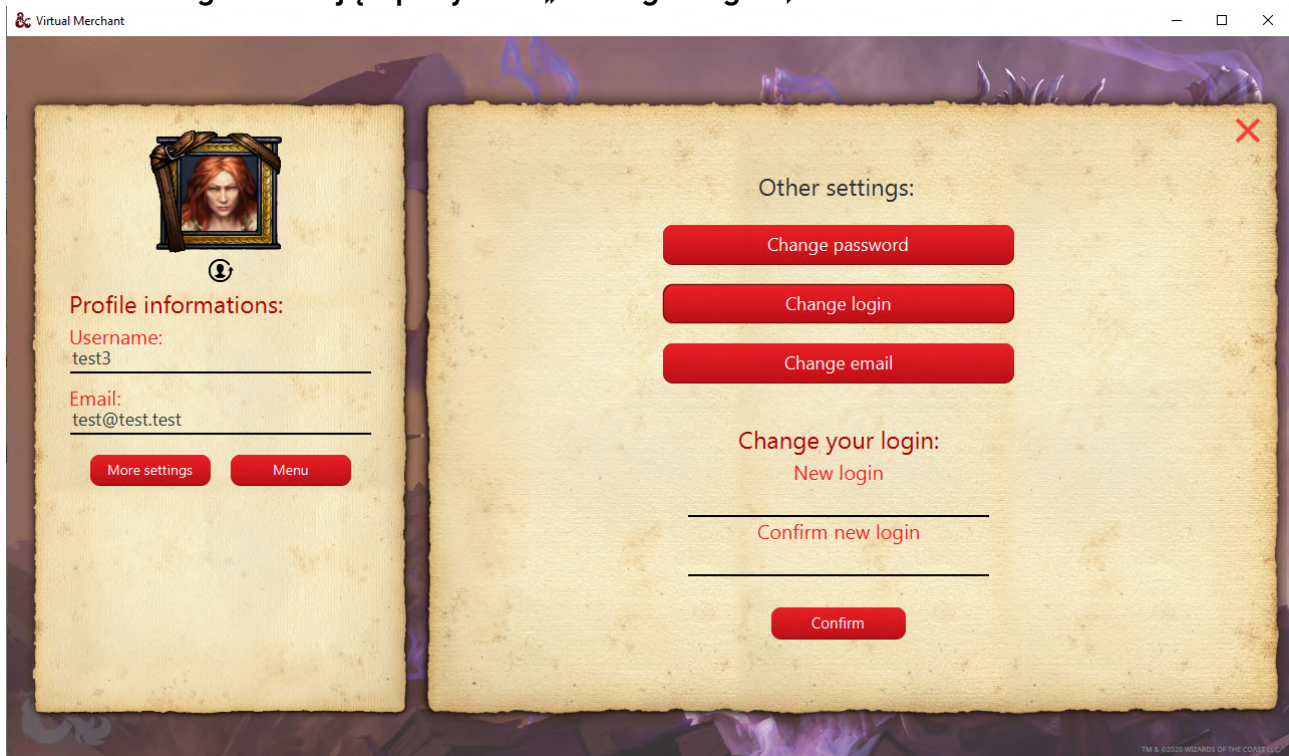 Virtual Merchant
Profile informations:
Username:
test3
Email:
test@test.test
More settings
Menu
Other settings:
Change password
Change login
Change email
Change your login:
New login
Confirm new login
Confirm
TM & ©2020 WIZARDS OF THE COAST LLC.